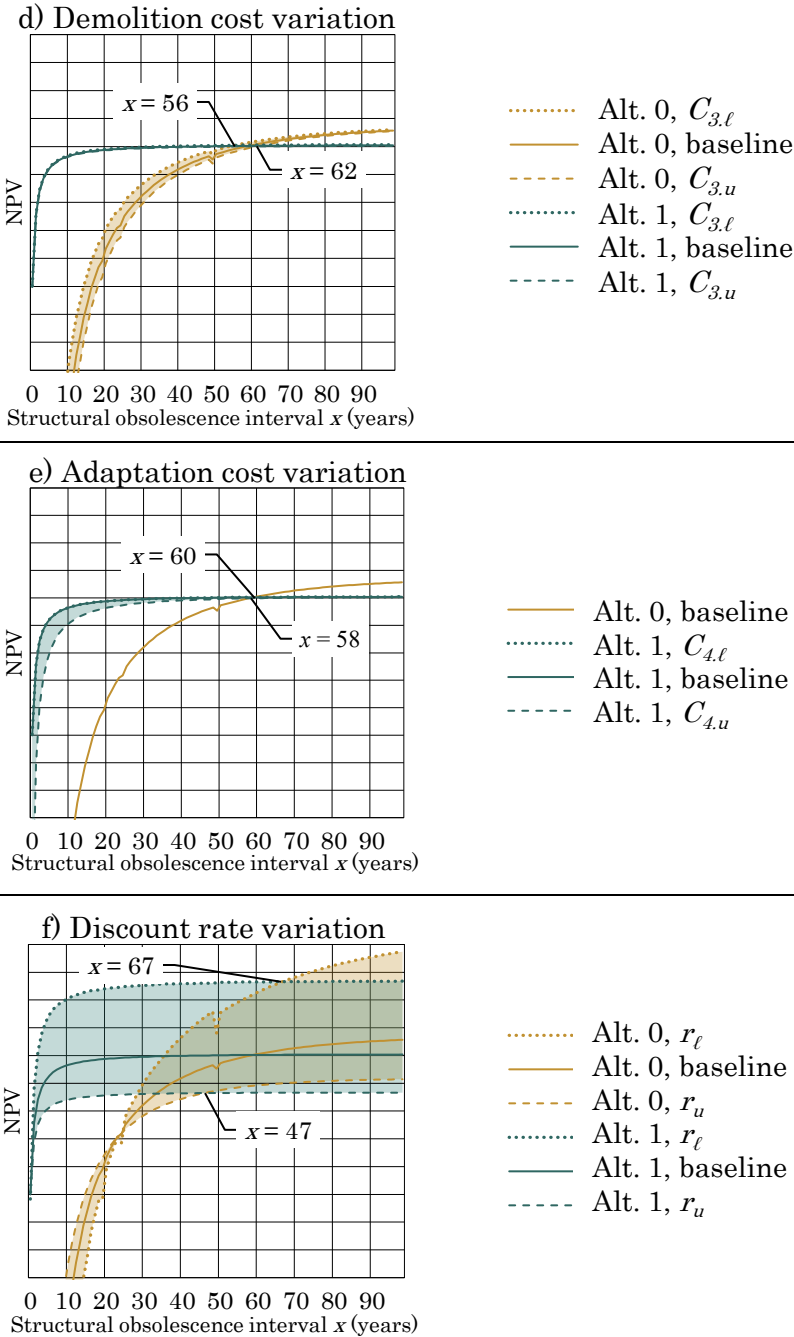 d) Demolition cost variation
x = 56
x = 62
NPV
0 10 20 30 40 50 60 70 80 90
Structural obsolescence interval x (years)
Alt. 0, C3.ℓ
Alt. 0, baseline
Alt. 0, C3.u
Alt. 1, C3.ℓ
Alt. 1, baseline
Alt. 1, C3.u
e) Adaptation cost variation
x = 60
x = 58
NPV
0 10 20 30 40 50 60 70 80 90
Structural obsolescence interval x (years)
Alt. 0, baseline
Alt. 1, C4.ℓ
Alt. 1, baseline
Alt. 1, C4.u
f) Discount rate variation
x = 67
x = 47
NPV
0 10 20 30 40 50 60 70 80 90
Structural obsolescence interval x (years)
Alt. 0, rℓ
Alt. 0, baseline
Alt. 0, ru
Alt. 1, rℓ
Alt. 1, baseline
Alt. 1, ru